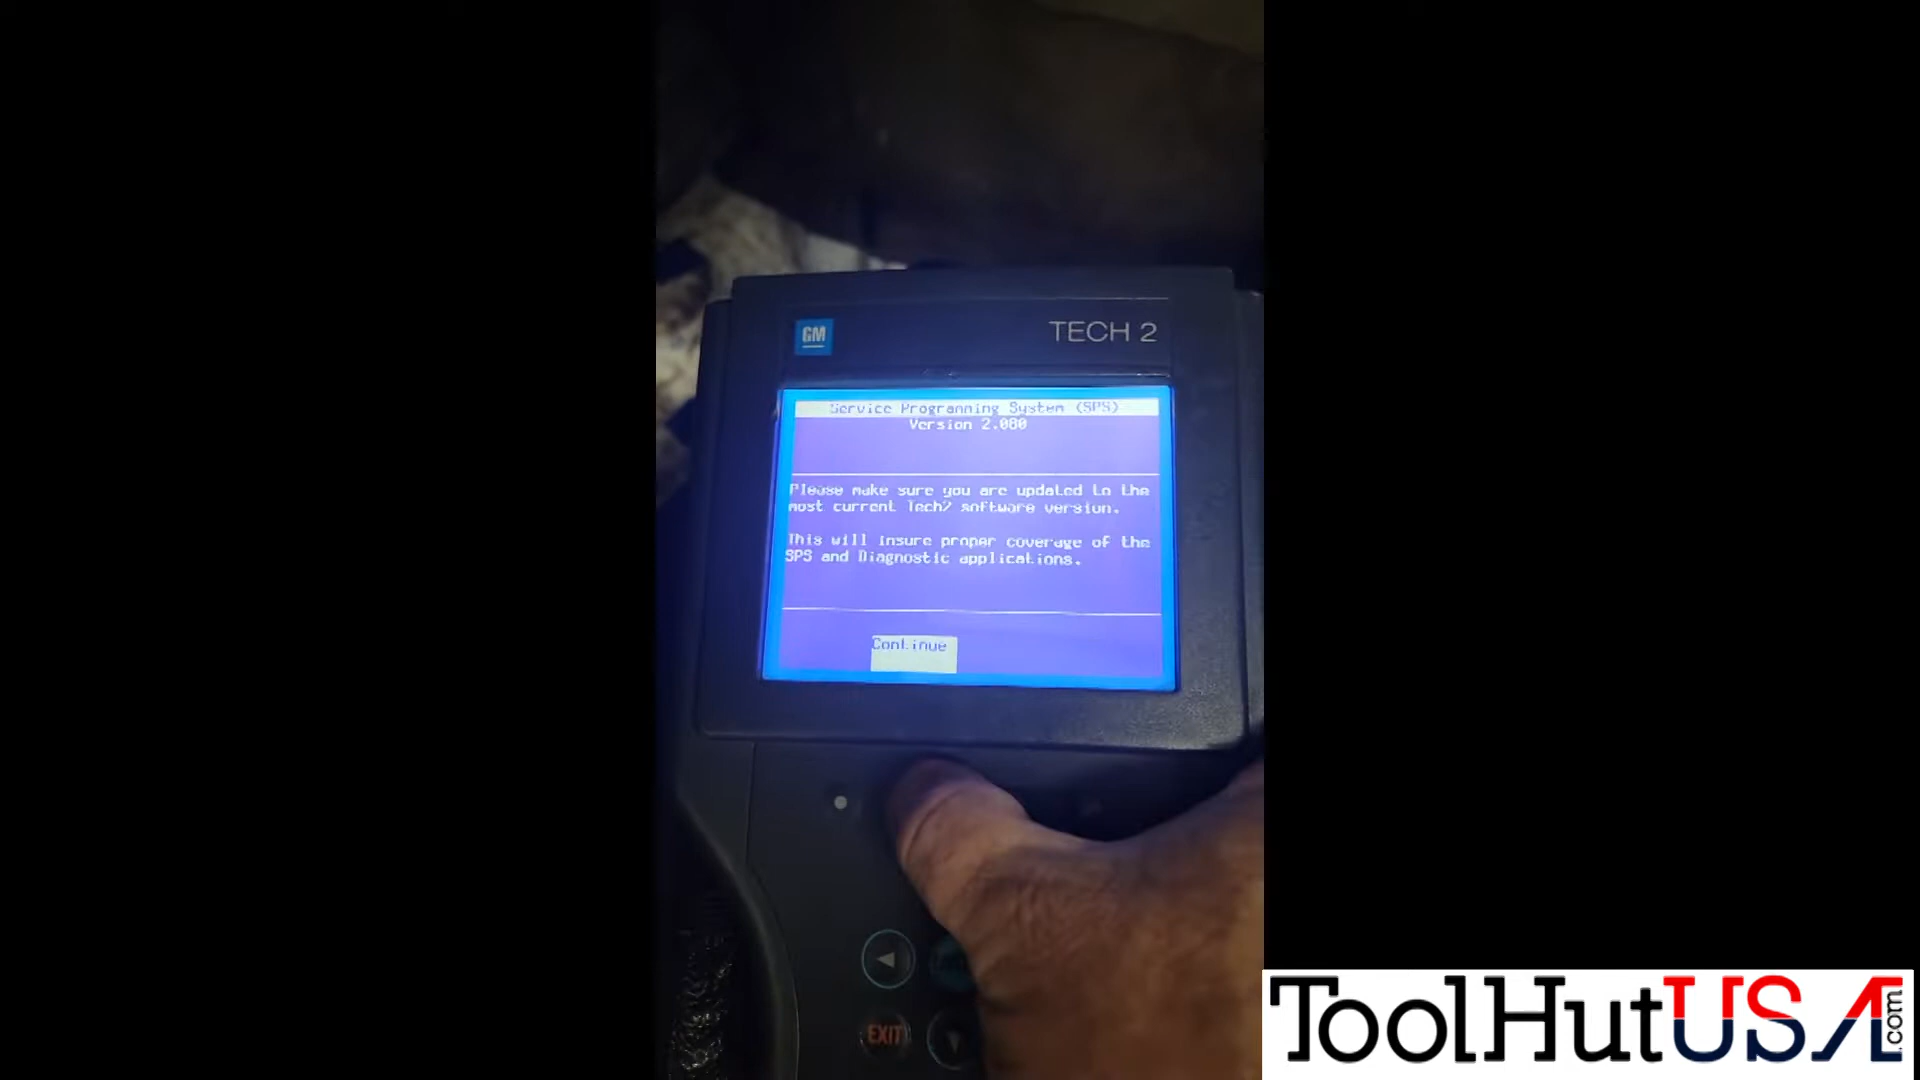 GM
TECH 2
Service Programming System (SPS)
Version 2.080
Please make sure you are updated to the
most current Tech2 software version.
This will insure proper coverage of the
SPS and Diagnostic applications.
Continue
EXIT
ToolHutUSA.com